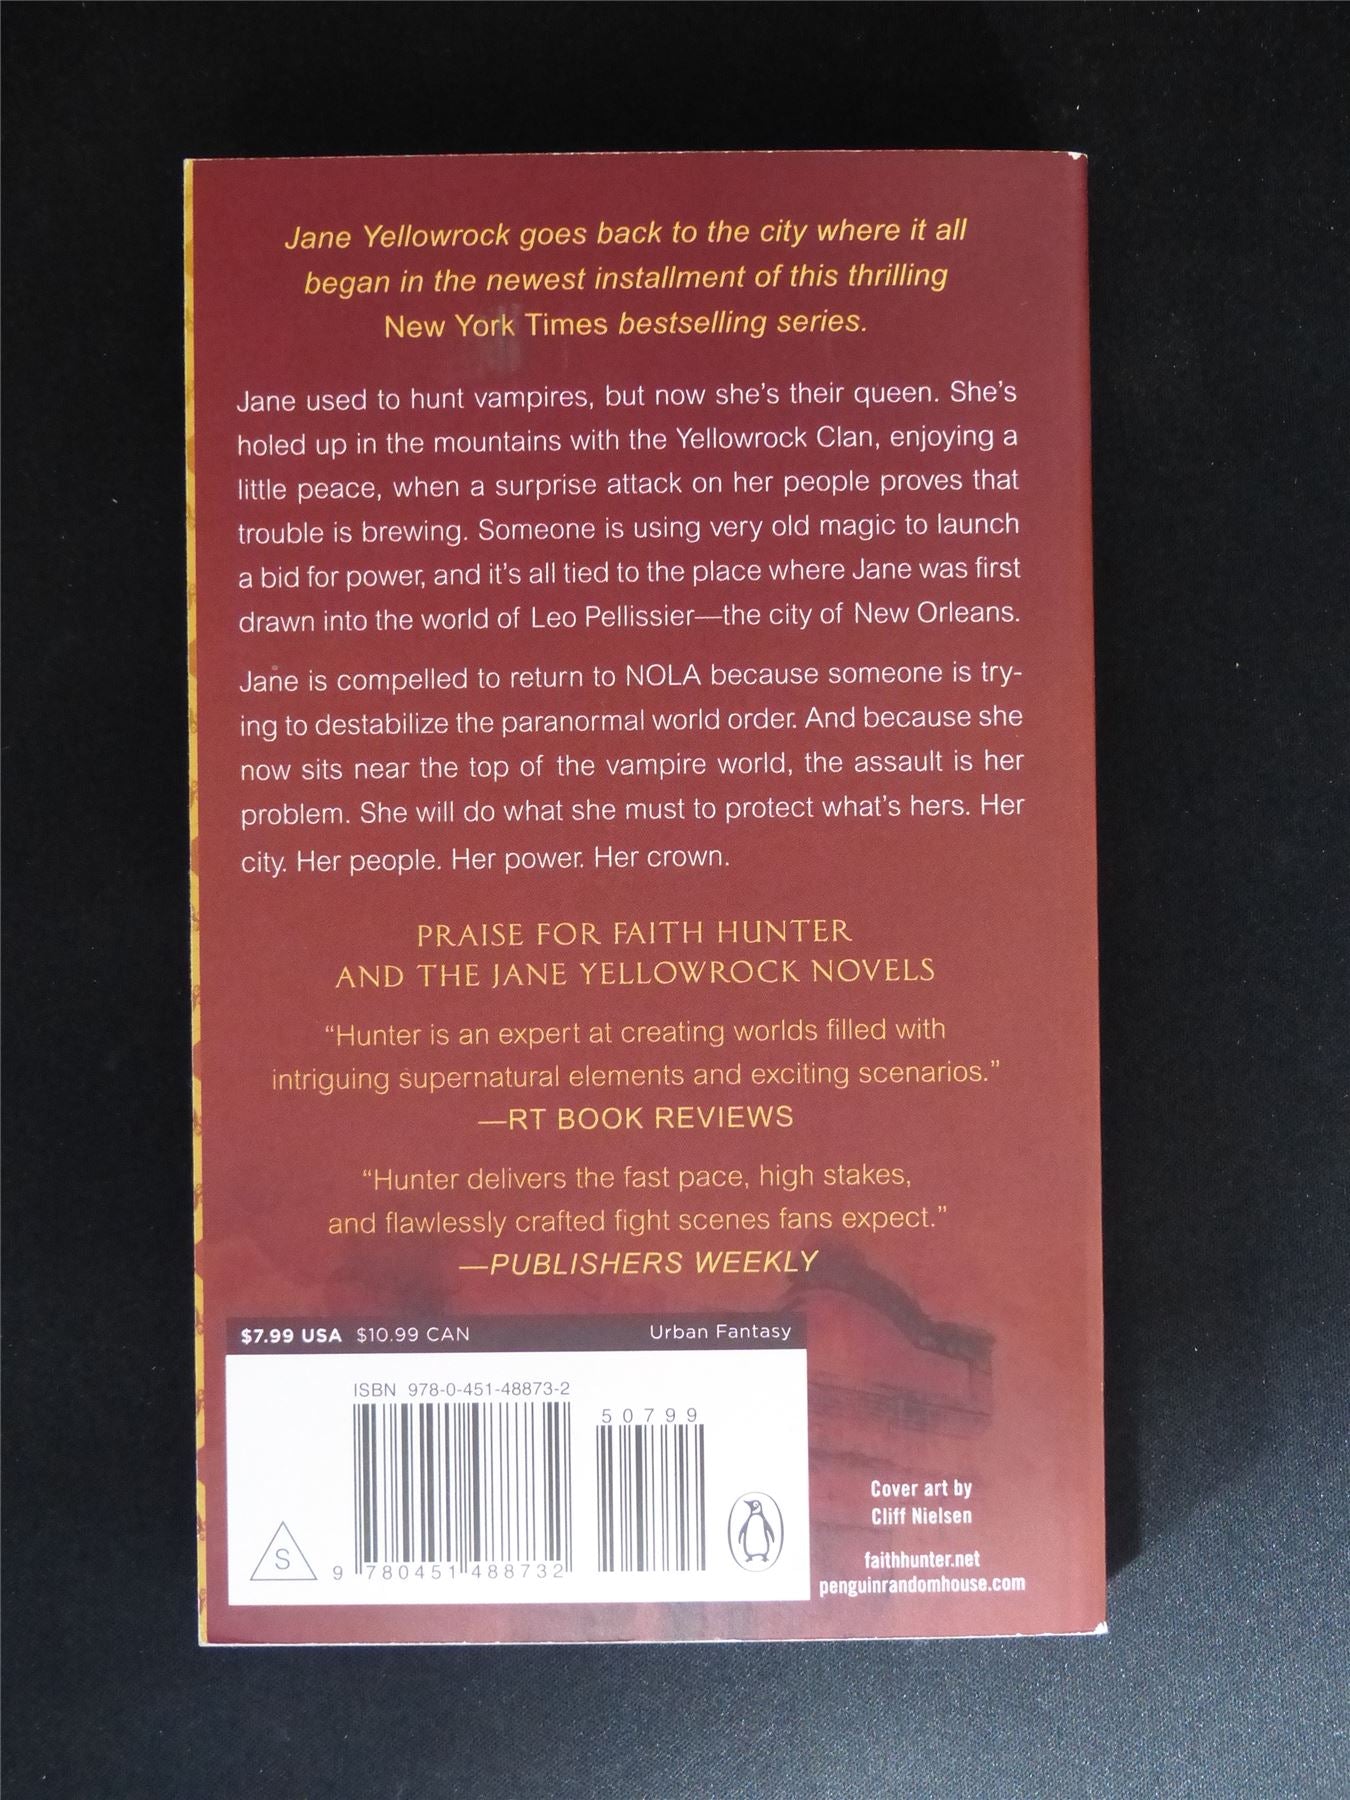 Jane Yellowrock goes back to the city where it all
began in the newest installment of this thrilling
New York Times bestselling series.
Jane used to hunt vampires, but now she's their queen. She's
holed up in the mountains with the Yellowrock Clan, enjoying a
little peace, when a surprise attack on her people proves that
trouble is brewing. Someone is using very old magic to launch
a bid for power, and it's all tied to the place where Jane was first
drawn into the world of Leo Pellissier—the city of New Orleans.
Jane is compelled to return to NOLA because someone is try-
ing to destabilize the paranormal world order. And because she
now sits near the top of the vampire world, the assault is her
problem. She will do what she must to protect what's hers. Her
city. Her people. Her power. Her crown.
PRAISE FOR FAITH HUNTER
AND THE JANE YELLOWROCK NOVELS
“Hunter is an expert at creating worlds filled with
intriguing supernatural elements and exciting scenarios.”
—RT BOOK REVIEWS
“Hunter delivers the fast pace, high stakes,
and flawlessly crafted fight scenes fans expect.”
—PUBLISHERS WEEKLY
$7.99 USA $10.99 CAN Urban Fantasy
ISBN 978-0-451-48873-2
50799
S
9 780451 488732
Cover art by
Cliff Nielsen
faithhunter.net
penguinrandomhouse.com